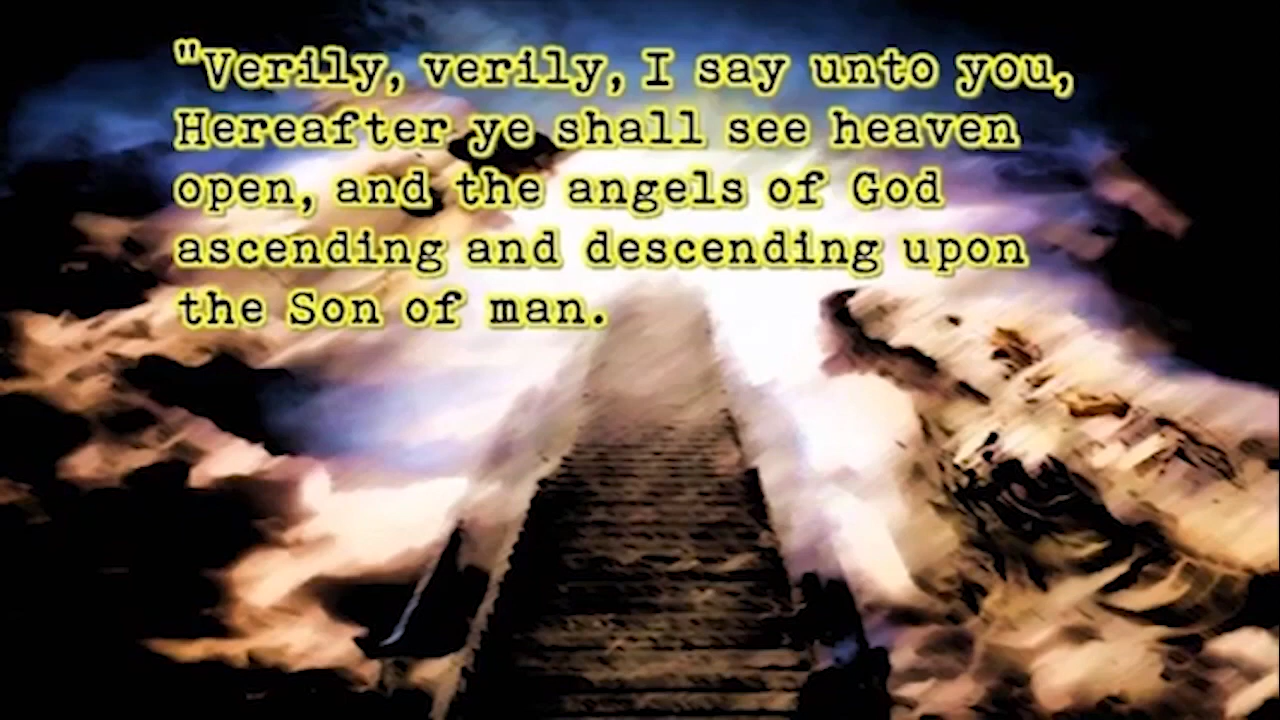 "Verily, verily, I say unto you,
Hereafter ye shall see heaven
open, and the angels of God
ascending and descending upon
the Son of man.